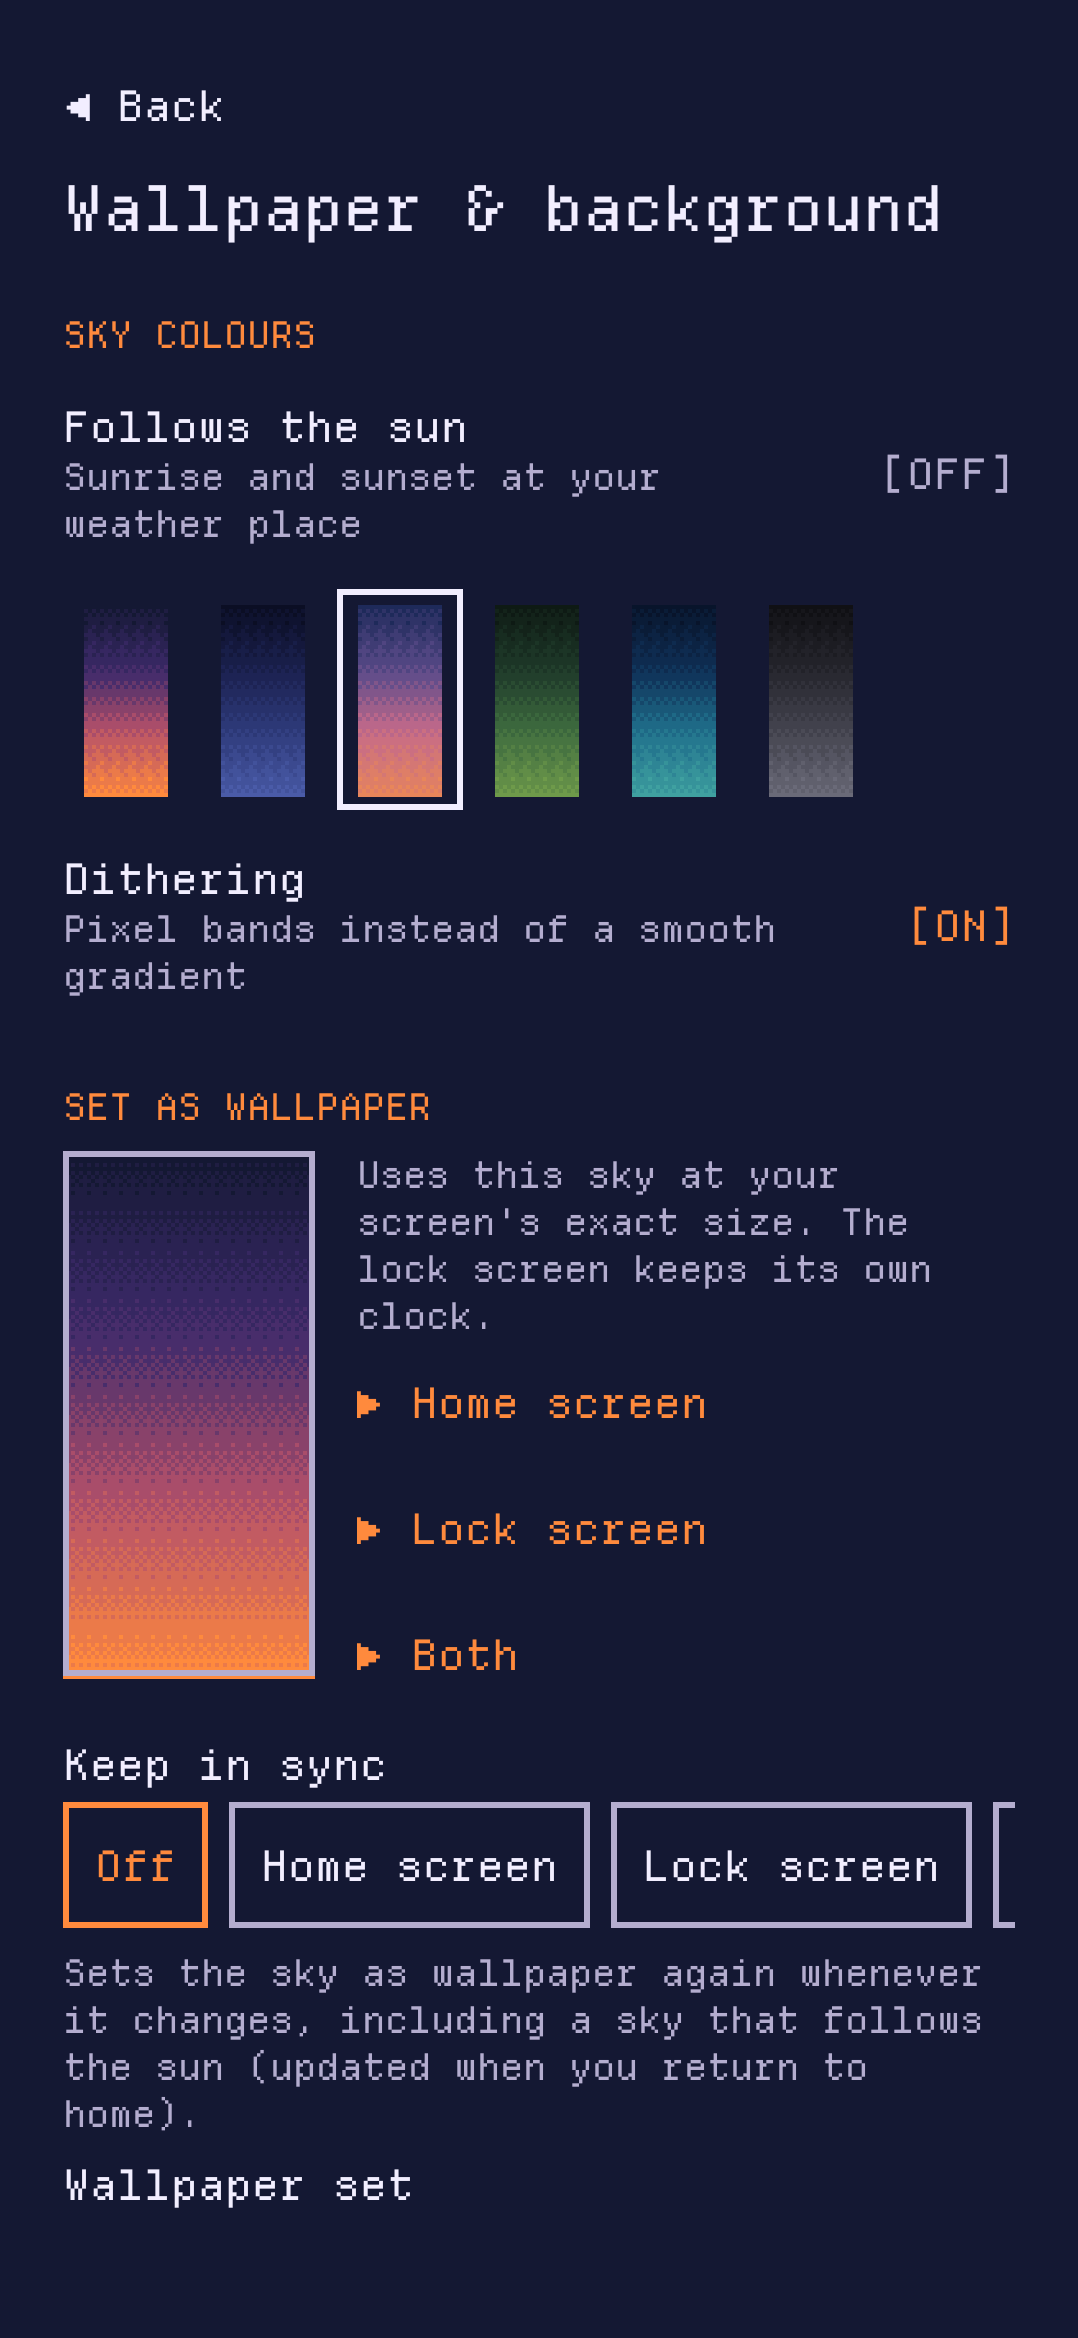 ◀ Back
Wallpaper & background
SKY COLOURS
Follows the sun
Sunrise and sunset at your
weather place
[OFF]
Dithering
Pixel bands instead of a smooth
gradient
[ON]
SET AS WALLPAPER
Uses this sky at your
screen's exact size. The
lock screen keeps its own
clock.
▶ Home screen
▶ Lock screen
▶ Both
Keep in sync
Off
Home screen
Lock screen
Sets the sky as wallpaper again whenever
it changes, including a sky that follows
the sun (updated when you return to
home).
Wallpaper set